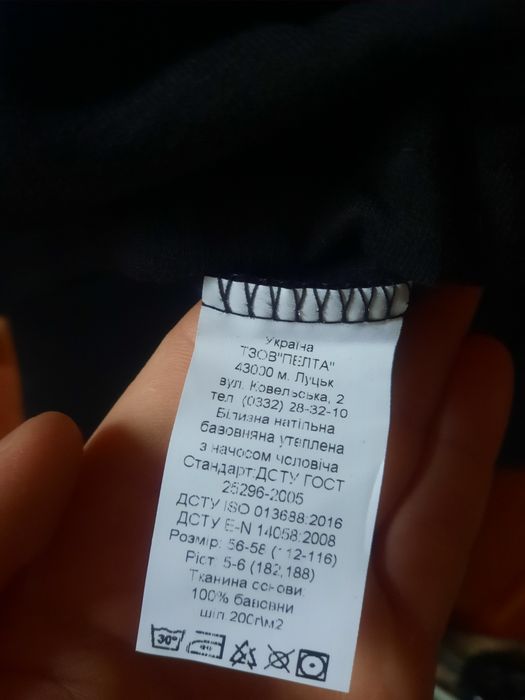 Україна
ТЗОВ"ПЕЛТА"
43000 м. Луцьк
вул. Ковельська, 2
тел. (0332) 28-32-10
Білизна натільна
бавовняна утеплена
з начосом чоловіча
Стандарт:ДСТУ ГОСТ
25296-2005
ДСТУ ISO 013688:2016
ДСТУ E-N 14058:2008
Розмір: 56-58 (112-116)
Ріст: 5-6 (182,188)
Тканина основи:
100% бавовни
щіл.200г\м2
30°